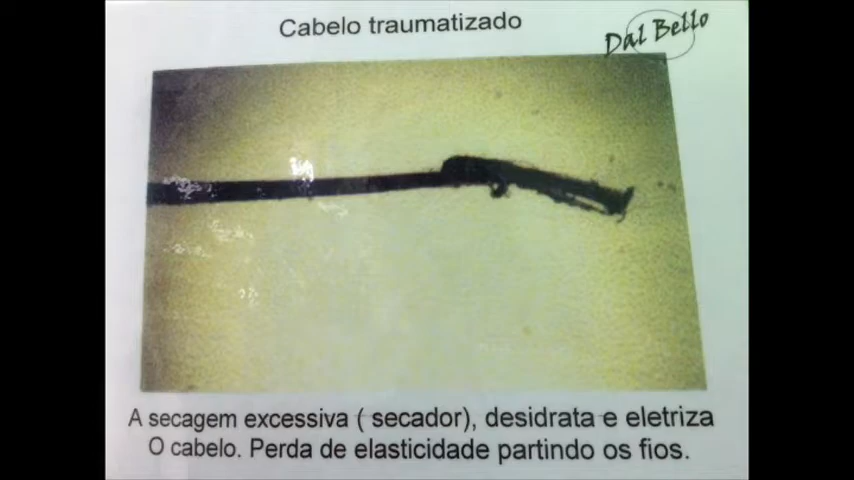 Cabelo traumatizado
Dal Bello
A secagem excessiva ( secador), desidrata e eletriza
O cabelo. Perda de elasticidade partindo os fios.